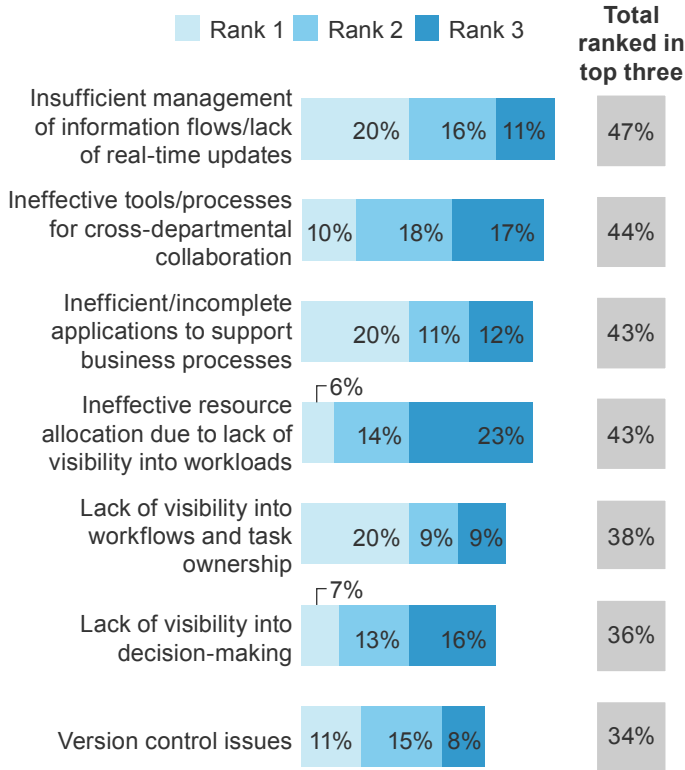 Rank 1 Rank 2 Rank 3
Total
ranked in
top three
Insufficient management
of information flows/lack
of real-time updates
20% 16% 11%
47%
Ineffective tools/processes
for cross-departmental
collaboration
10% 18% 17%
44%
Inefficient/incomplete
applications to support
business processes
20% 11% 12%
43%
Ineffective resource
allocation due to lack of
visibility into workloads
6%
14% 23%
43%
Lack of visibility into
workflows and task
ownership
20% 9% 9%
38%
Lack of visibility into
decision-making
7%
13% 16%
36%
Version control issues
11% 15% 8%
34%